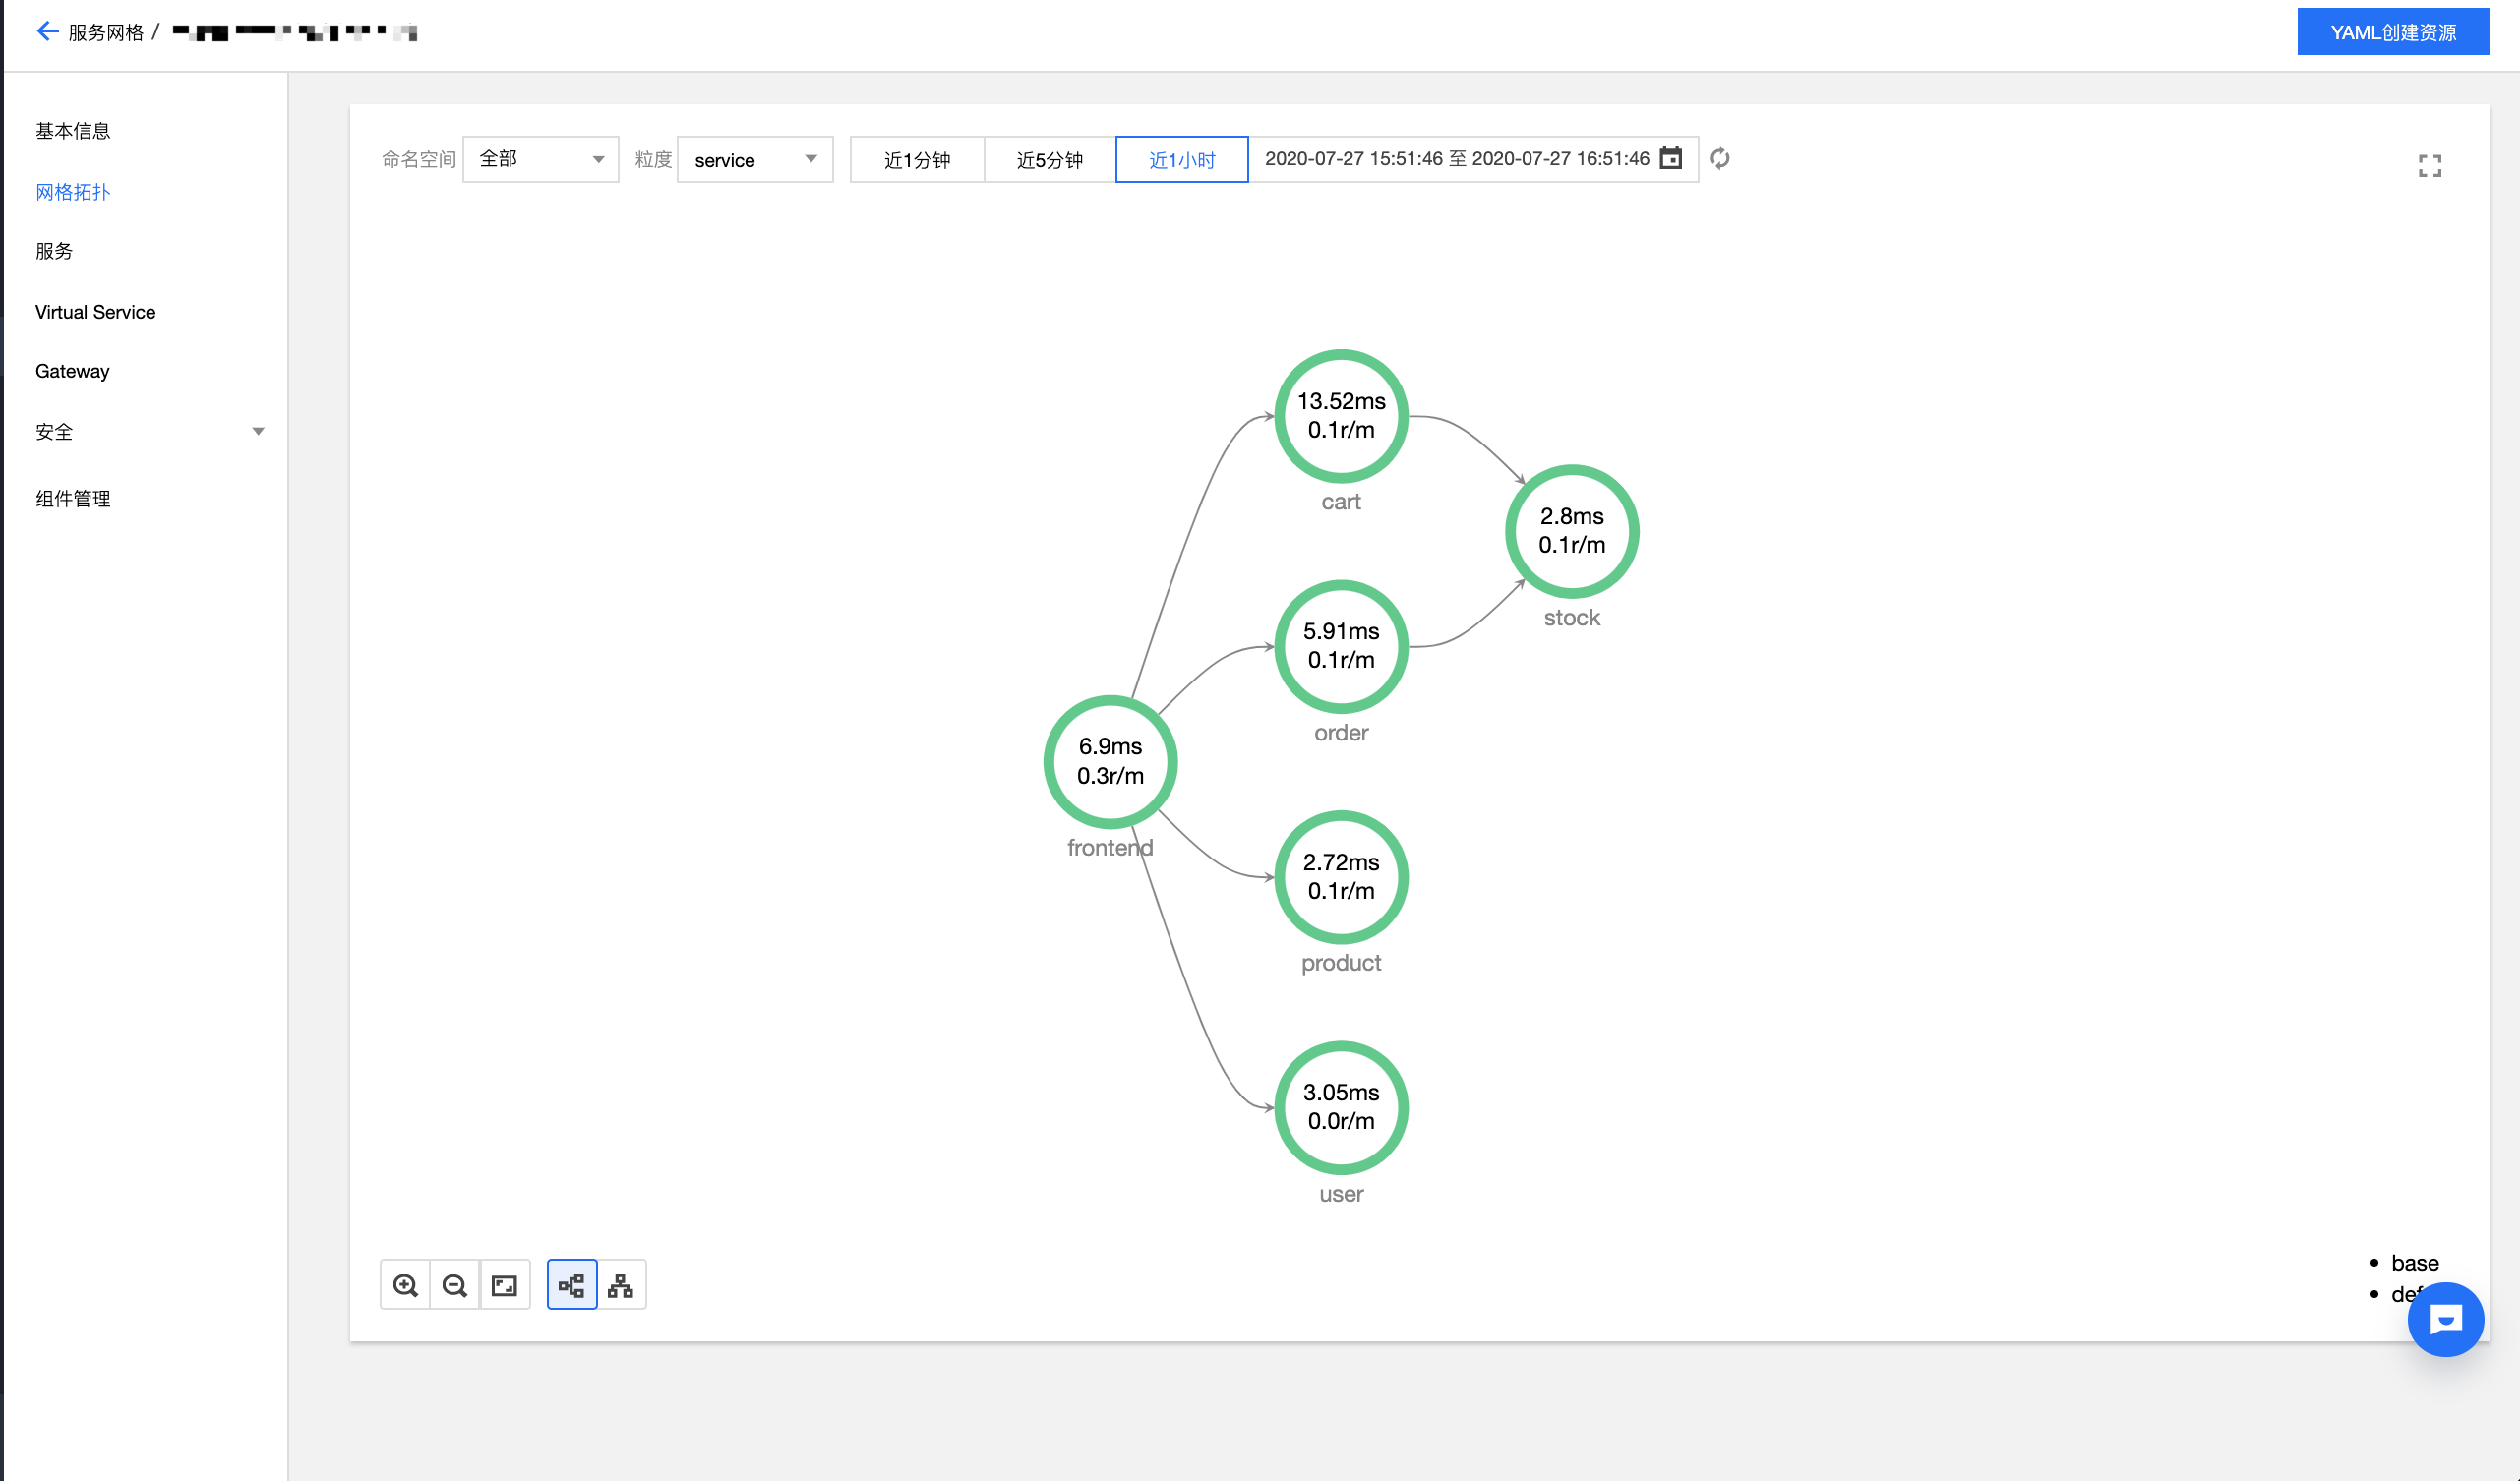 服务网格 /
YAML创建资源
基本信息
网格拓扑
服务
Virtual Service
Gateway
安全
组件管理
命名空间 全部 粒度 service 近1分钟 近5分钟 近1小时 2020-07-27 15:51:46 至 2020-07-27 16:51:46
13.52ms
0.1r/m
cart
2.8ms
0.1r/m
stock
5.91ms
0.1r/m
order
6.9ms
0.3r/m
frontend
2.72ms
0.1r/m
product
3.05ms
0.0r/m
user
base